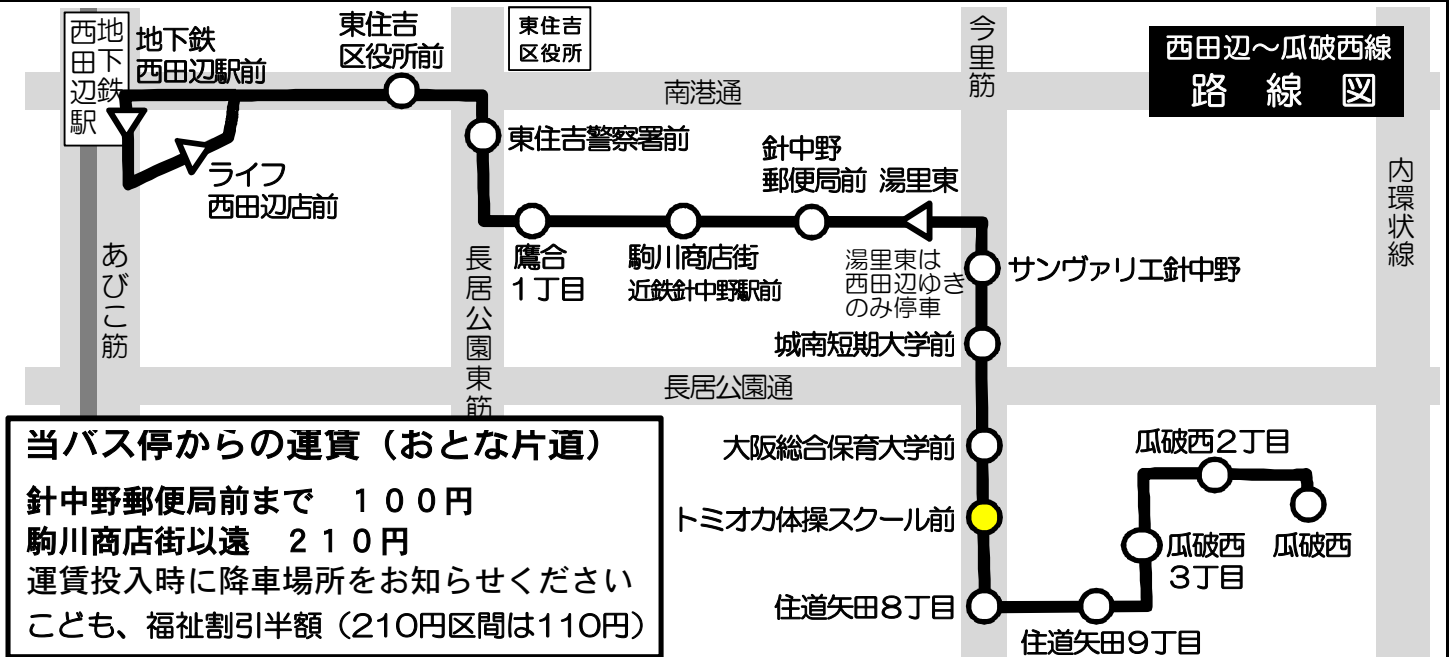 地下鉄
西田辺駅
地下鉄
西田辺駅前
東住吉
区役所前
東住吉
区役所
今里筋
西田辺～瓜破西線
路線図
南港通
東住吉警察署前
針中野
郵便局前
湯里東
ライフ
西田辺店前
内環状線
あびこ筋
長居公園東筋
鷹合
1丁目
駒川商店街
近鉄針中野駅前
湯里東は
西田辺ゆき
のみ停車
サンヴァリエ針中野
城南短期大学前
長居公園通
当バス停からの運賃（おとな片道）
針中野郵便局前まで　１００円
駒川商店街以遠　２１０円
運賃投入時に降車場所をお知らせください
こども、福祉割引半額（210円区間は110円）
大阪総合保育大学前
トミオカ体操スクール前
住道矢田8丁目
住道矢田9丁目
瓜破西2丁目
瓜破西
3丁目
瓜破西